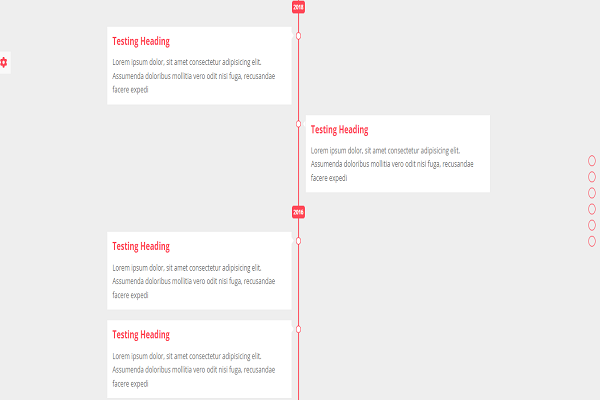 2018
Testing Heading
Lorem ipsum dolor, sit amet consectetur adipisicing elit.
Assumenda doloribus mollitia vero odit nisi fuga, recusandae
facere expedi
Testing Heading
Lorem ipsum dolor, sit amet consectetur adipisicing elit.
Assumenda doloribus mollitia vero odit nisi fuga, recusandae
facere expedi
2016
Testing Heading
Lorem ipsum dolor, sit amet consectetur adipisicing elit.
Assumenda doloribus mollitia vero odit nisi fuga, recusandae
facere expedi
Testing Heading
Lorem ipsum dolor, sit amet consectetur adipisicing elit.
Assumenda doloribus mollitia vero odit nisi fuga, recusandae
facere expedi